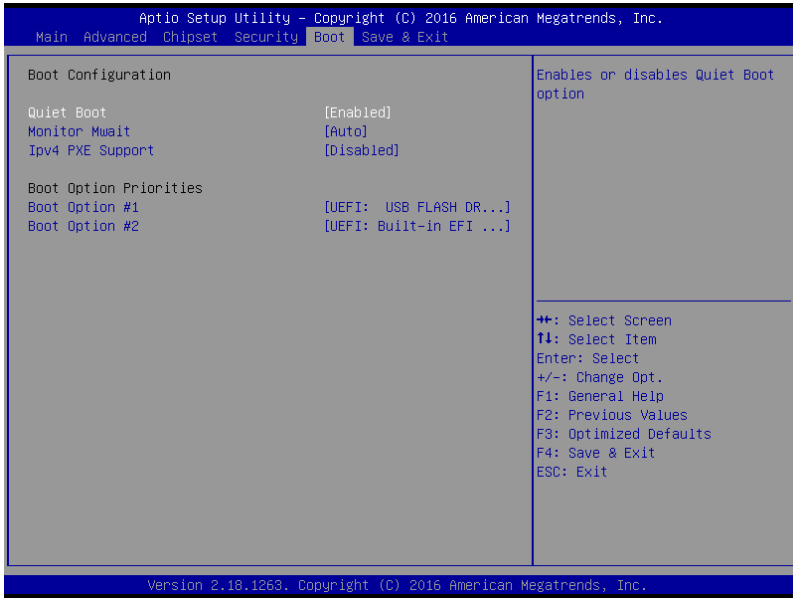 Aptio Setup Utility – Copyright (C) 2016 American Megatrends, Inc.
Main Advanced Chipset Security Boot Save & Exit
Boot Configuration
Quiet Boot [Enabled]
Monitor Mwait [Auto]
Ipv4 PXE Support [Disabled]
Boot Option Priorities
Boot Option #1 [UEFI: USB FLASH DR...]
Boot Option #2 [UEFI: Built-in EFI ...]
Enables or disables Quiet Boot
option
→←: Select Screen
↑↓: Select Item
Enter: Select
+/-: Change Opt.
F1: General Help
F2: Previous Values
F3: Optimized Defaults
F4: Save & Exit
ESC: Exit
Version 2.18.1263. Copyright (C) 2016 American Megatrends, Inc.